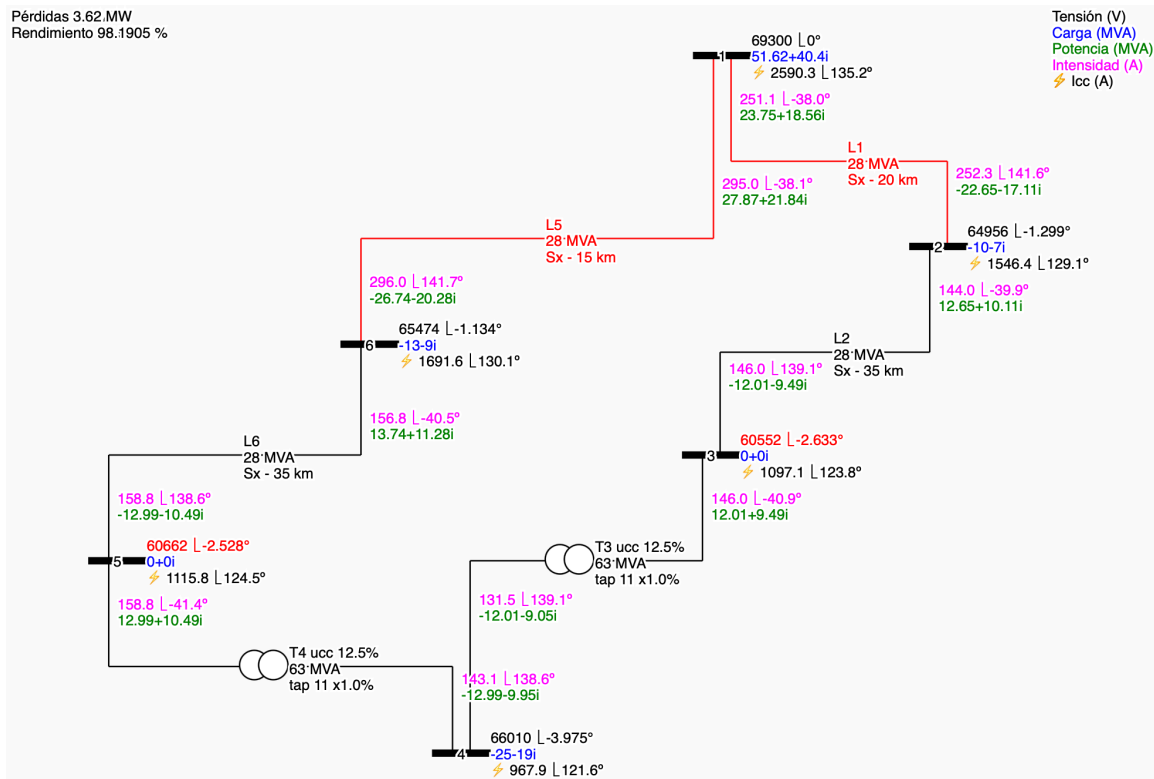 Pérdidas 3.62 MW
Rendimiento 98.1905 %
Tensión (V)
Carga (MVA)
Potencia (MVA)
Intensidad (A)
⚡ Icc (A)
69300 ⌊0°
1
51.62+40.4i
⚡ 2590.3 ⌊135.2°
251.1 ⌊-38.0°
23.75+18.56i
L1
28 MVA
Sx - 20 km
295.0 ⌊-38.1°
27.87+21.84i
252.3 ⌊141.6°
-22.65-17.11i
L5
28 MVA
Sx - 15 km
64956 ⌊-1.299°
2
-10-7i
⚡ 1546.4 ⌊129.1°
296.0 ⌊141.7°
-26.74-20.28i
144.0 ⌊-39.9°
12.65+10.11i
65474 ⌊-1.134°
6
-13-9i
⚡ 1691.6 ⌊130.1°
L2
28 MVA
Sx - 35 km
146.0 ⌊139.1°
-12.01-9.49i
156.8 ⌊-40.5°
13.74+11.28i
L6
28 MVA
Sx - 35 km
60552 ⌊-2.633°
3
0+0i
⚡ 1097.1 ⌊123.8°
158.8 ⌊138.6°
-12.99-10.49i
146.0 ⌊-40.9°
12.01+9.49i
60662 ⌊-2.528°
5
0+0i
⚡ 1115.8 ⌊124.5°
T3 ucc 12.5%
63 MVA
tap 11 x1.0%
158.8 ⌊-41.4°
12.99+10.49i
131.5 ⌊139.1°
-12.01-9.05i
T4 ucc 12.5%
63 MVA
tap 11 x1.0%
143.1 ⌊138.6°
-12.99-9.95i
66010 ⌊-3.975°
4
-25-19i
⚡ 967.9 ⌊121.6°